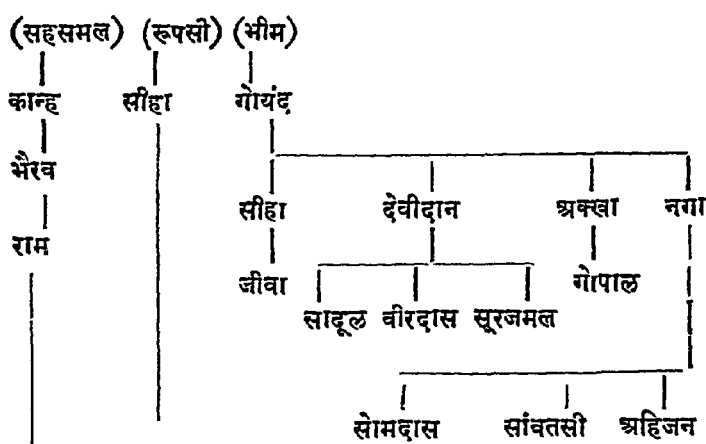 (सहसमल) (रूपसी) (भीम)
कान्ह सीहा गोयंद
भैरव
सीहा देवीदान अक्खा नगा
राम
जीवा गोपाल
सादूल वीरदास सूरजमल
सोमदास सांवतसी अहिजन